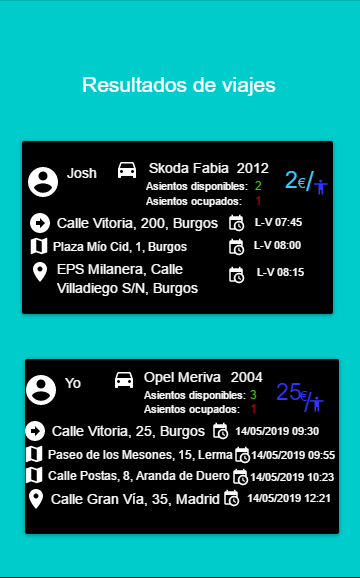 Resultados de viajes
Josh
Skoda Fabia 2012
2€/
Asientos disponibles: 2
Asientos ocupados: 1
Calle Vitoria, 200, Burgos L-V 07:45
Plaza Mío Cid, 1, Burgos L-V 08:00
EPS Milanera, Calle L-V 08:15
Villadiego S/N, Burgos
Yo
Opel Meriva 2004
25€/
Asientos disponibles: 3
Asientos ocupados: 1
Calle Vitoria, 25, Burgos 14/05/2019 09:30
Paseo de los Mesones, 15, Lerma 14/05/2019 09:55
Calle Postas, 8, Aranda de Duero 14/05/2019 10:23
Calle Gran Vía, 35, Madrid 14/05/2019 12:21